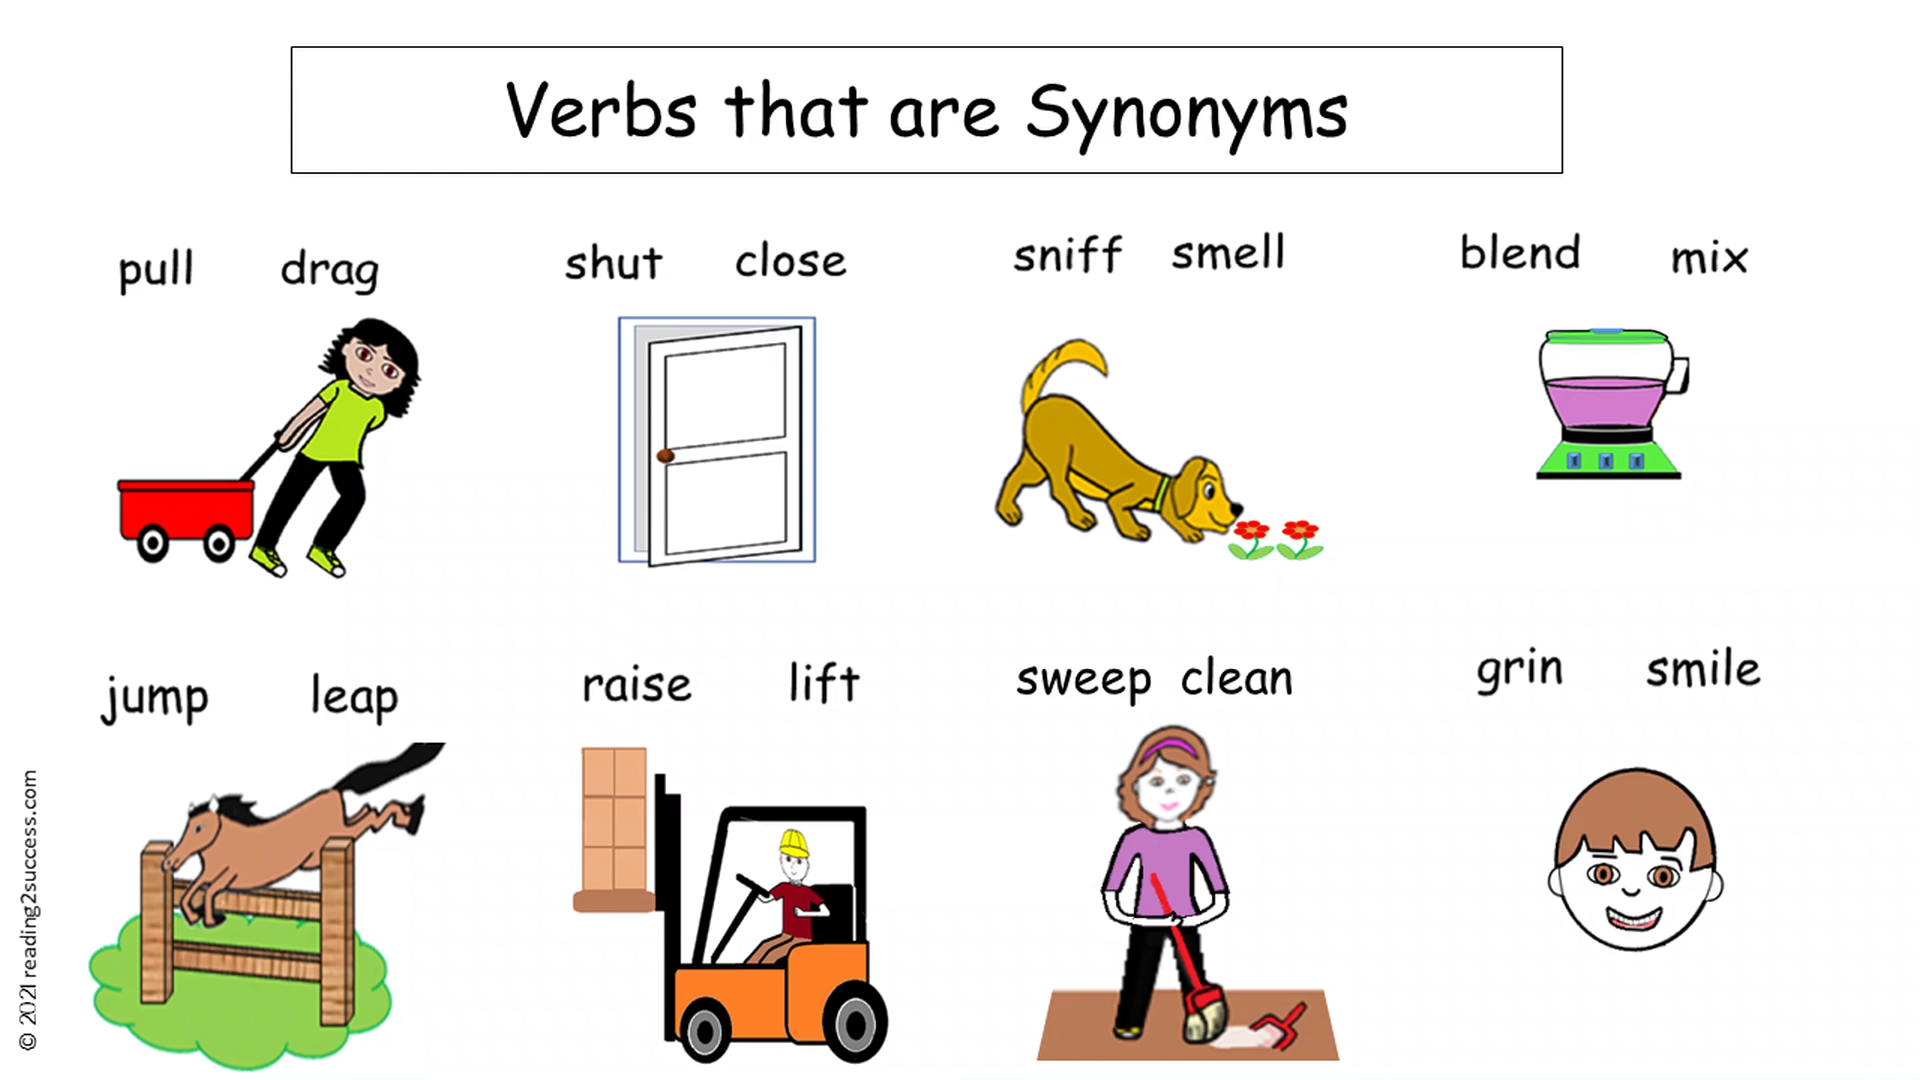 Verbs that are Synonyms
pull drag
shut close
sniff smell
blend mix
jump leap
raise lift
sweep clean
grin smile
© 2021 reading2success.com